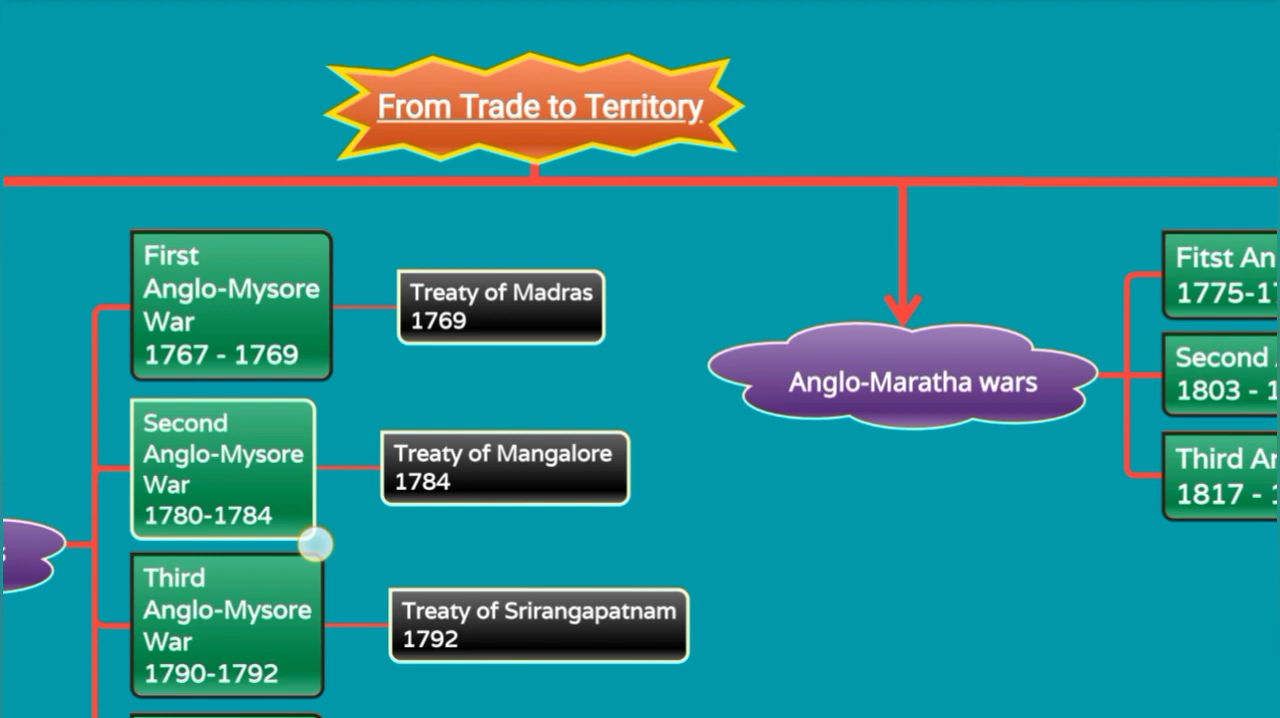 From Trade to Territory
First
Anglo-Mysore
War
1767 - 1769
Treaty of Madras
1769
Second
Anglo-Mysore
War
1780-1784
Treaty of Mangalore
1784
Third
Anglo-Mysore
War
1790-1792
Treaty of Srirangapatnam
1792
Anglo-Maratha wars
Fitst An
1775-1
Second
1803 - 1
Third
1817 -